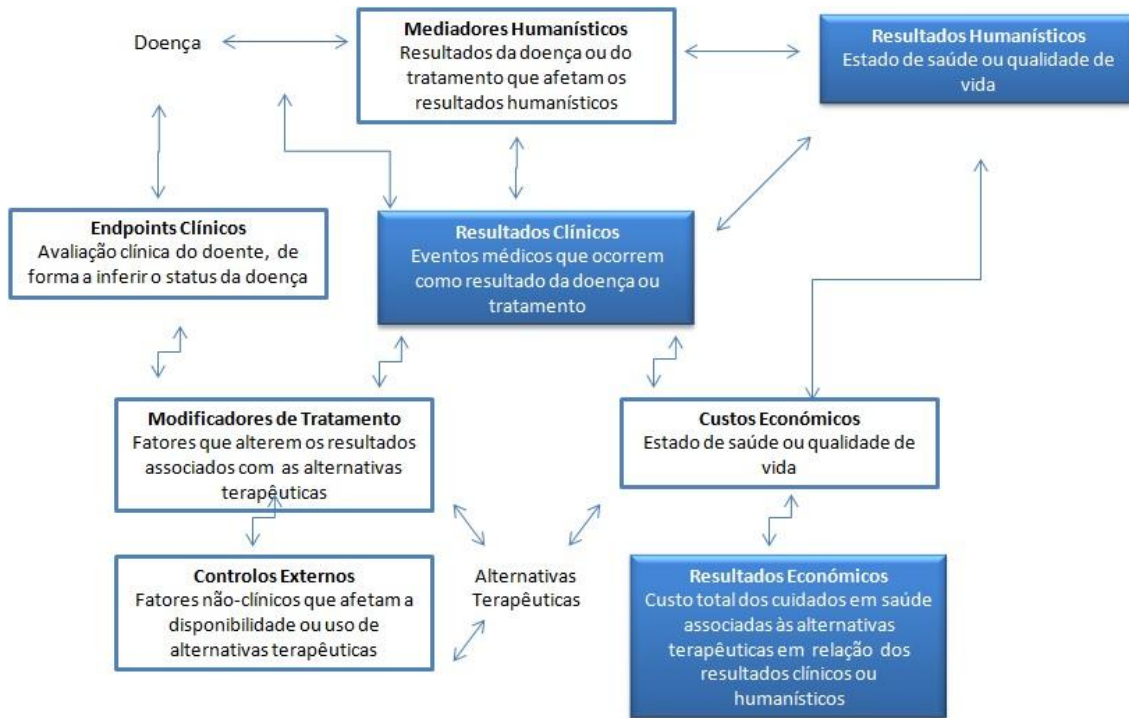 Doença
Mediadores Humanísticos
Resultados da doença ou do
tratamento que afetam os
resultados humanísticos
Resultados Humanísticos
Estado de saúde ou qualidade de
vida
Endpoints Clínicos
Avaliação clínica do doente, de
forma a inferir o status da doença
Resultados Clínicos
Eventos médicos que ocorrem
como resultado da doença ou
tratamento
Modificadores de Tratamento
Fatores que alterem os resultados
associados com as alternativas
terapêuticas
Custos Económicos
Estado de saúde ou qualidade de
vida
Controlos Externos
Fatores não-clínicos que afetam a
disponibilidade ou uso de
alternativas terapêuticas
Alternativas
Terapêuticas
Resultados Económicos
Custo total dos cuidados em saúde
associadas às alternativas
terapêuticas em relação dos
resultados clínicos ou
humanísticos